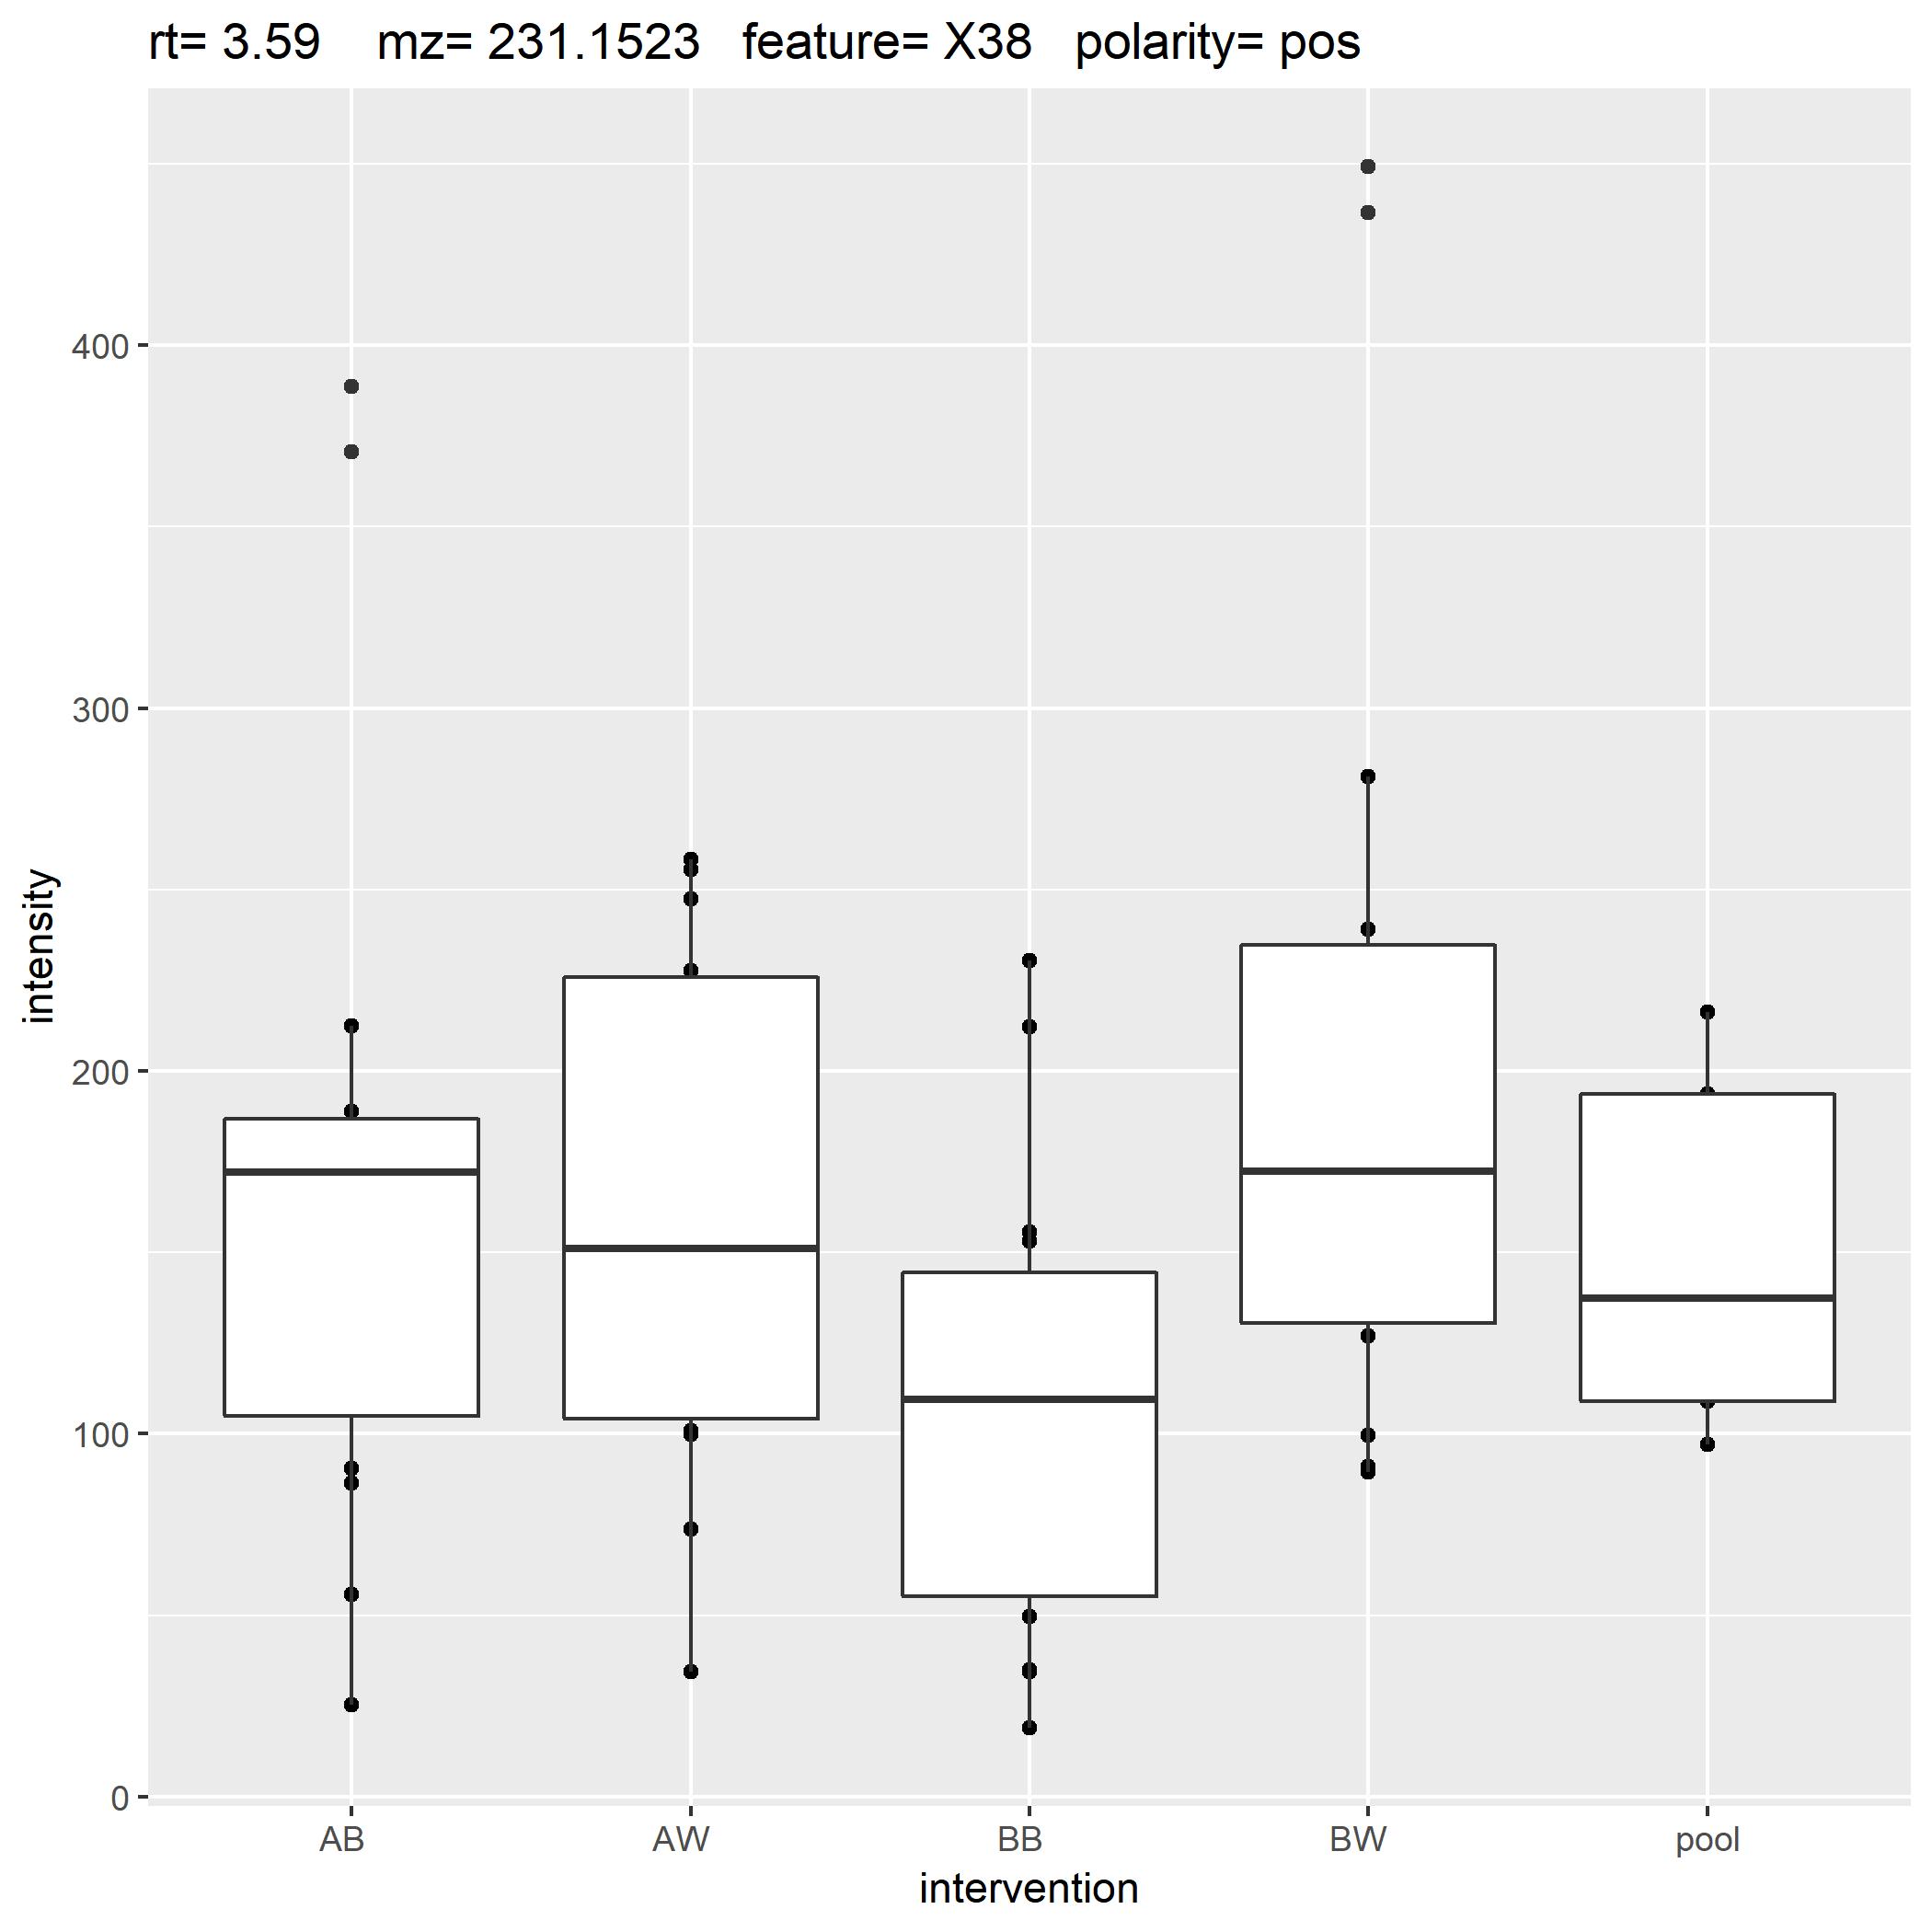 rt= 3.59 mz= 231.1523 feature= X38 polarity= pos
intensity
400
300
200
100
0
AB AW BB BW pool
intervention